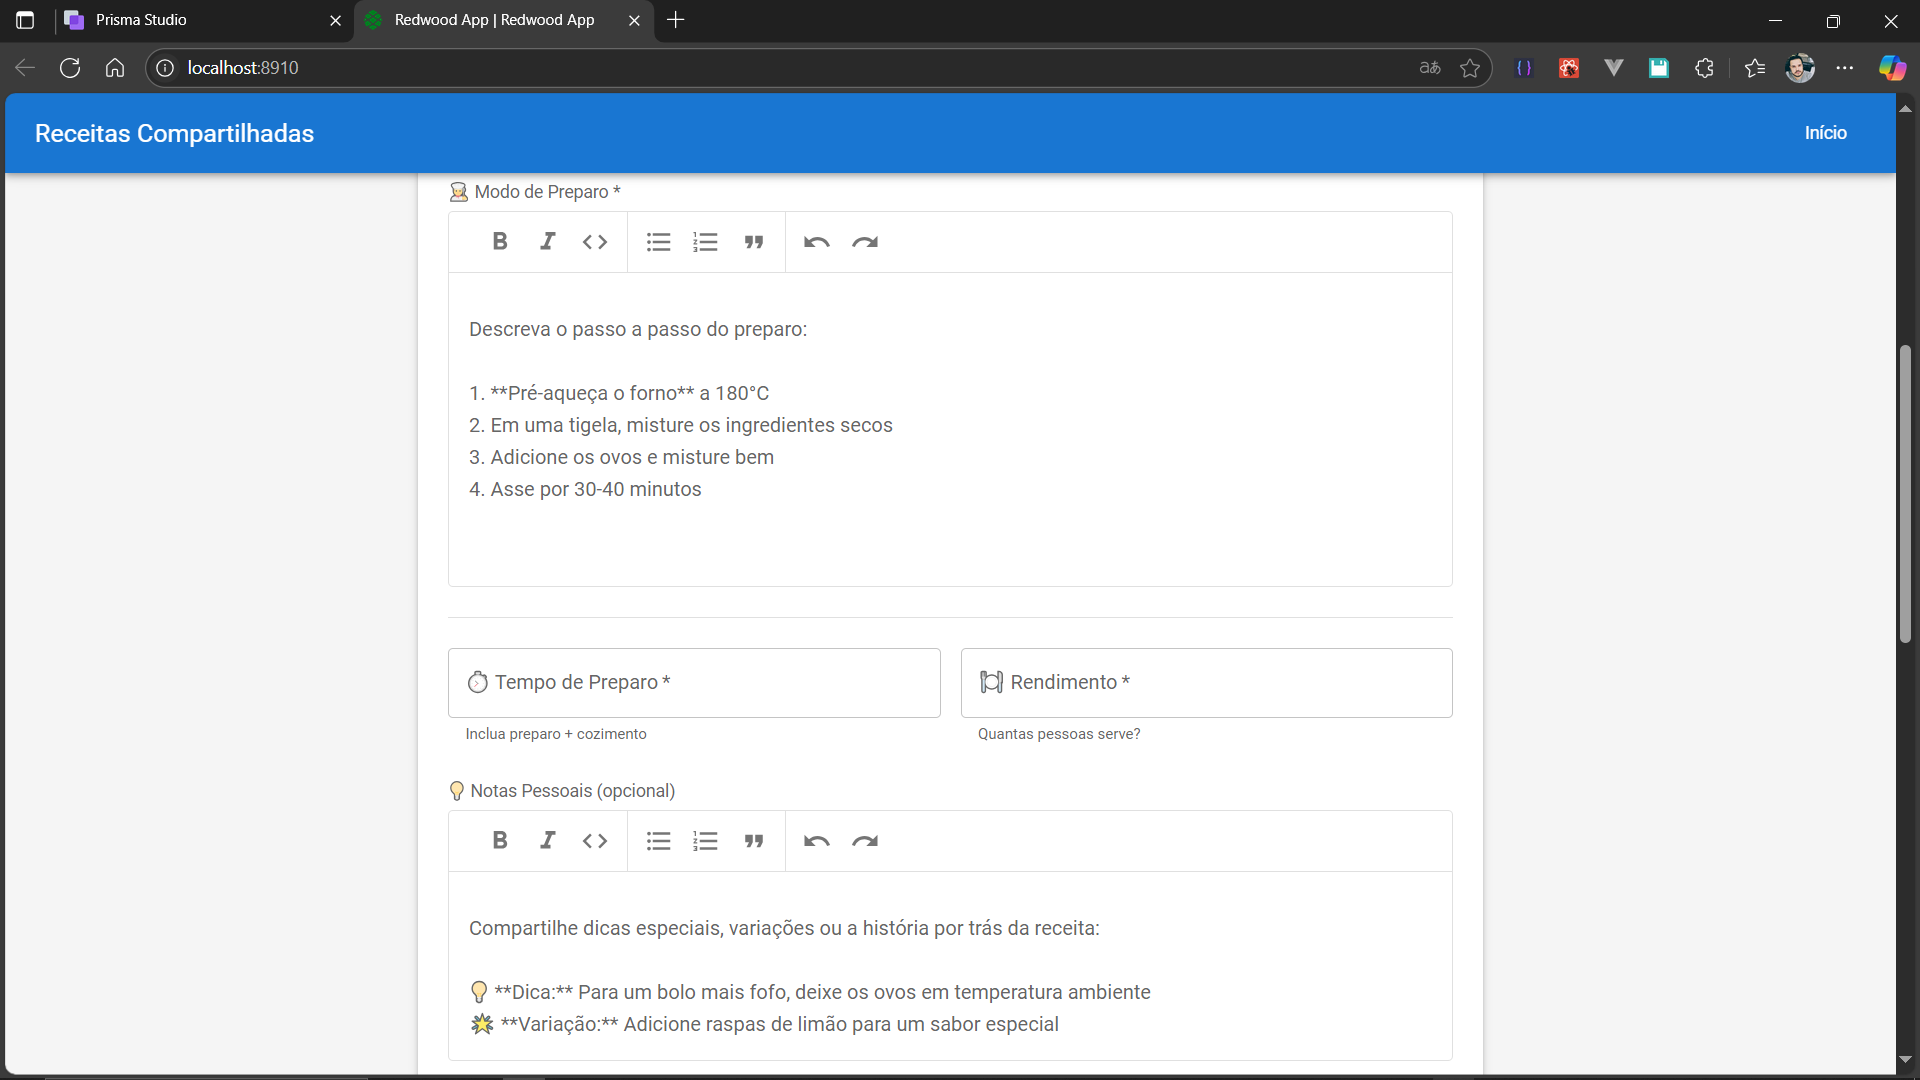 Prisma Studio
Redwood App | Redwood App
localhost:8910
Receitas Compartilhadas
Início
Modo de Preparo *
Descreva o passo a passo do preparo:
1. **Pré-aqueça o forno** a 180°C
2. Em uma tigela, misture os ingredientes secos
3. Adicione os ovos e misture bem
4. Asse por 30-40 minutos
Tempo de Preparo *
Rendimento *
Inclua preparo + cozimento
Quantas pessoas serve?
Notas Pessoais (opcional)
Compartilhe dicas especiais, variações ou a história por trás da receita:
**Dica:** Para um bolo mais fofo, deixe os ovos em temperatura ambiente
**Variação:** Adicione raspas de limão para um sabor especial